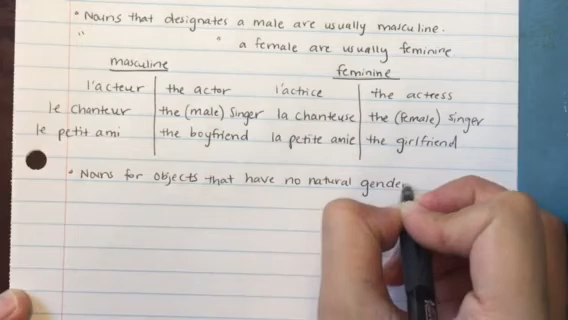 • Nouns that designates a male are usually masculine.
" " a female are usually feminine
masculine feminine
l'acteur the actor l'actrice the actress
le chanteur the (male) singer la chanteuse the (female) singer
le petit ami the boyfriend la petite amie the girlfriend
• Nouns for objects that have no natural gende